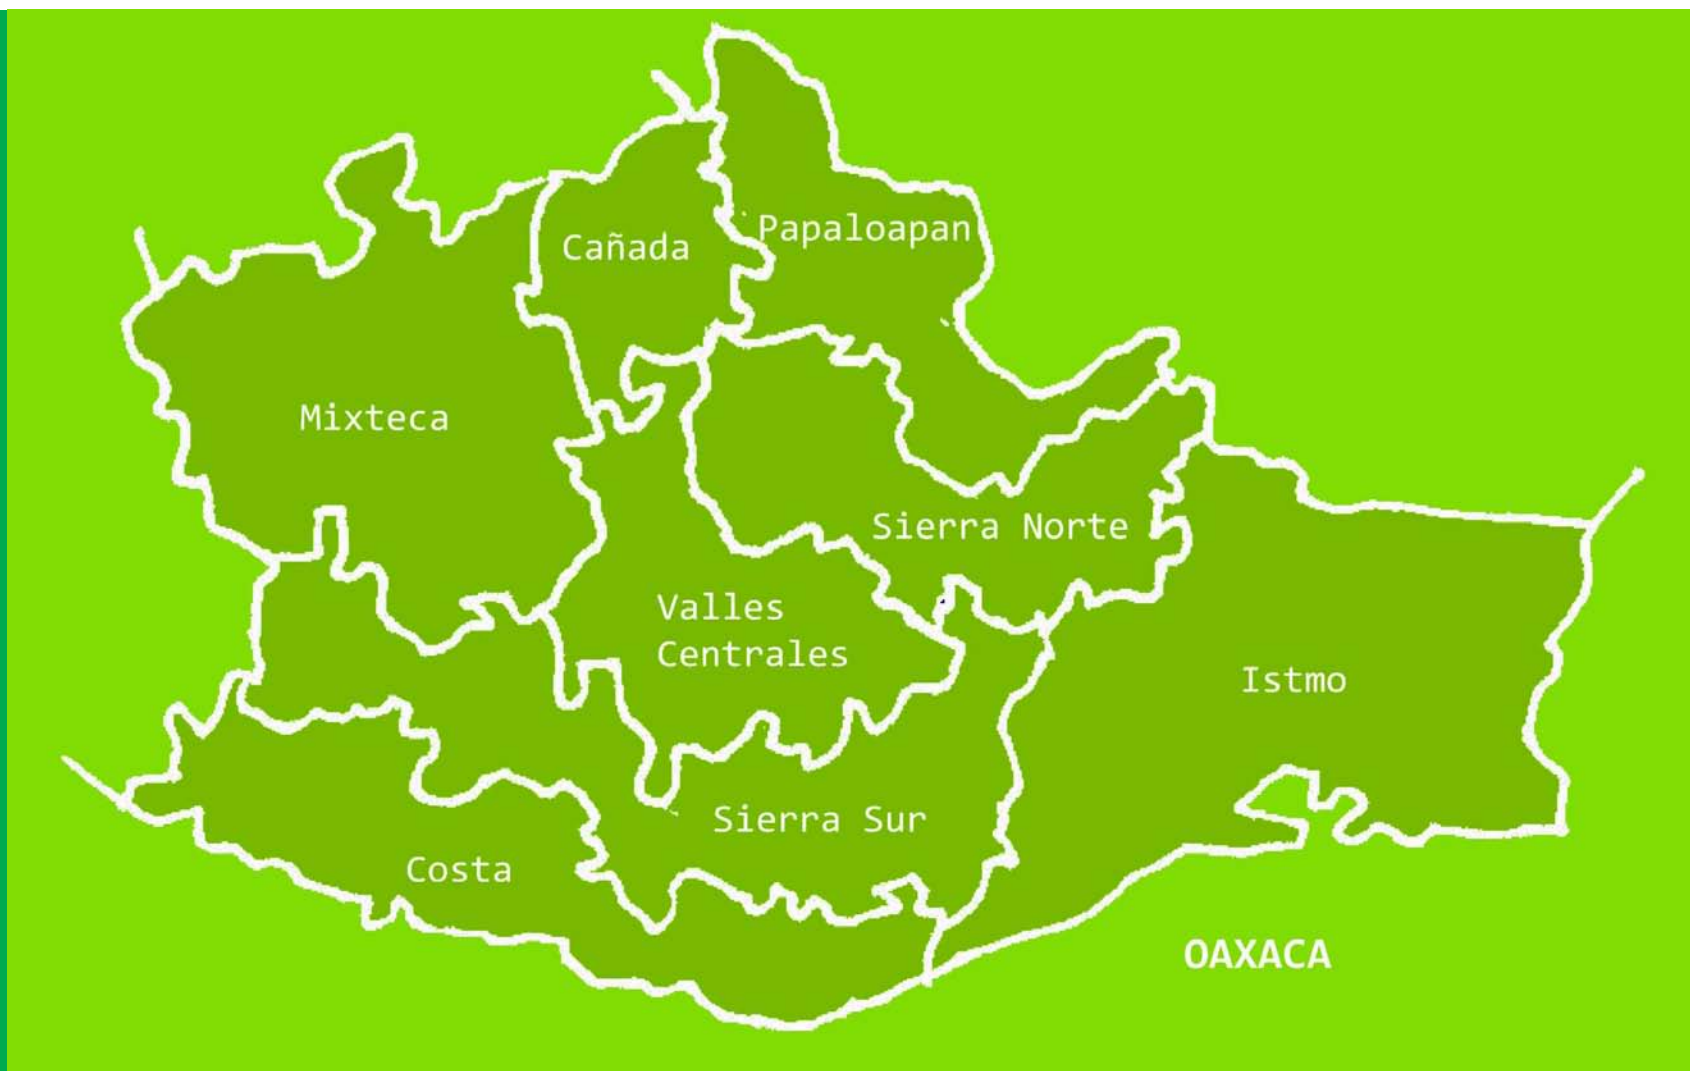 Papaloapan
Cañada
Mixteca
Sierra Norte
Valles
Centrales
Istmo
Sierra Sur
Costa
OAXACA